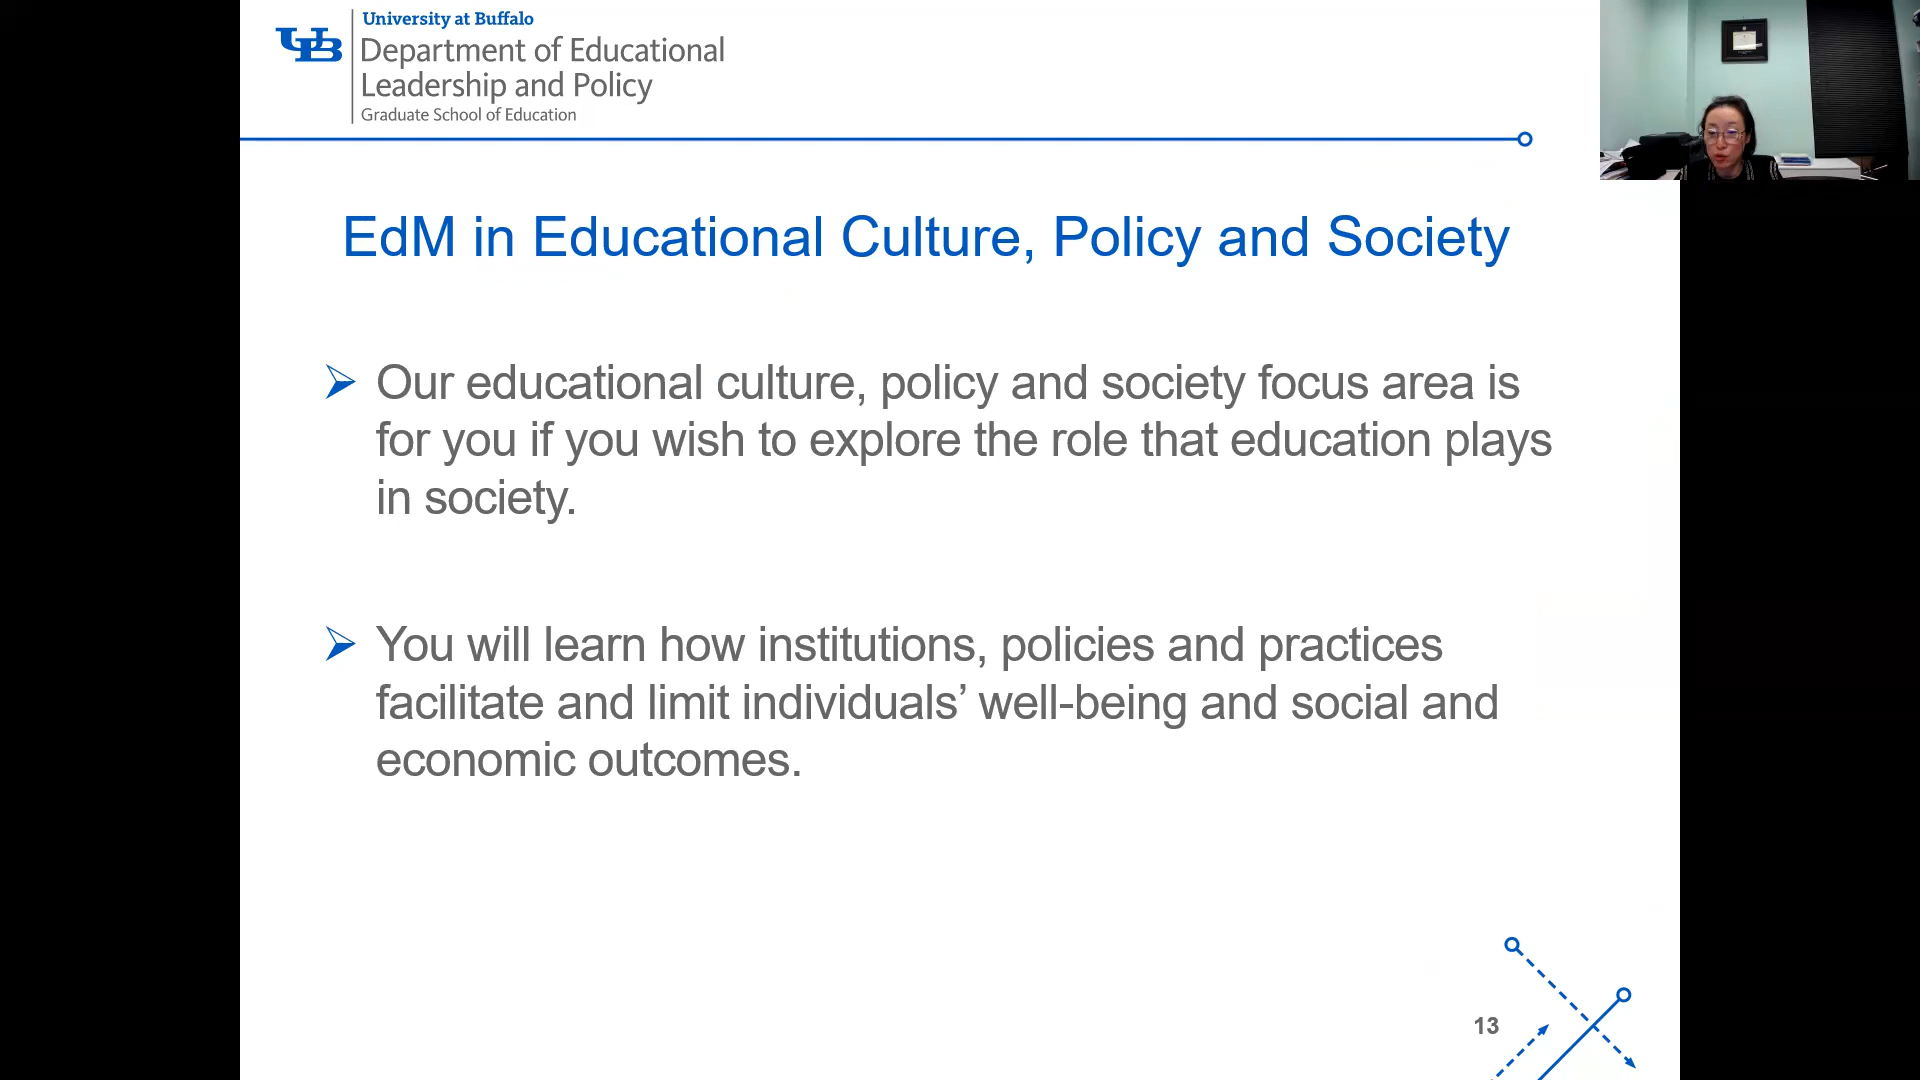 University at Buffalo
UB
Department of Educational
Leadership and Policy
Graduate School of Education
EdM in Educational Culture, Policy and Society
Our educational culture, policy and society focus area is
for you if you wish to explore the role that education plays
in society.
You will learn how institutions, policies and practices
facilitate and limit individuals’ well-being and social and
economic outcomes.
13